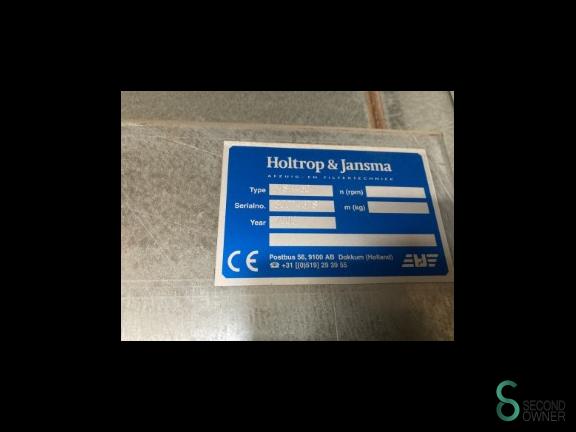 Holtrop & Jansma
AFZUIG- EN FILTERTECHNIEK
Type n (rpm)
Serialno. m (kg)
Year
CE
Postbus 56, 9100 AB Dokkum (Holland)
☎ +31 [(0)519] 29 39 55
SECOND
OWNER